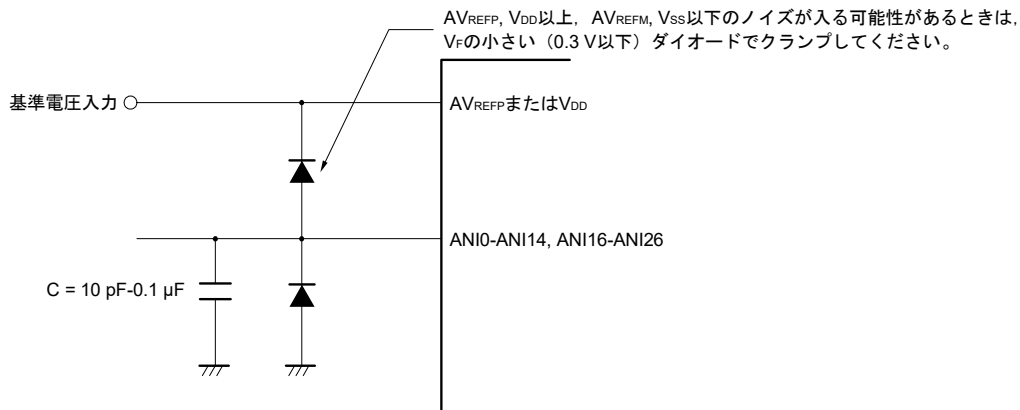 AVREFP, VDD以上，AVREFM, VSS以下のノイズが入る可能性があるときは，
VFの小さい（0.3 V以下）ダイオードでクランプしてください。
基準電圧入力
AVREFPまたはVDD
ANI0-ANI14, ANI16-ANI26
C = 10 pF-0.1 μF